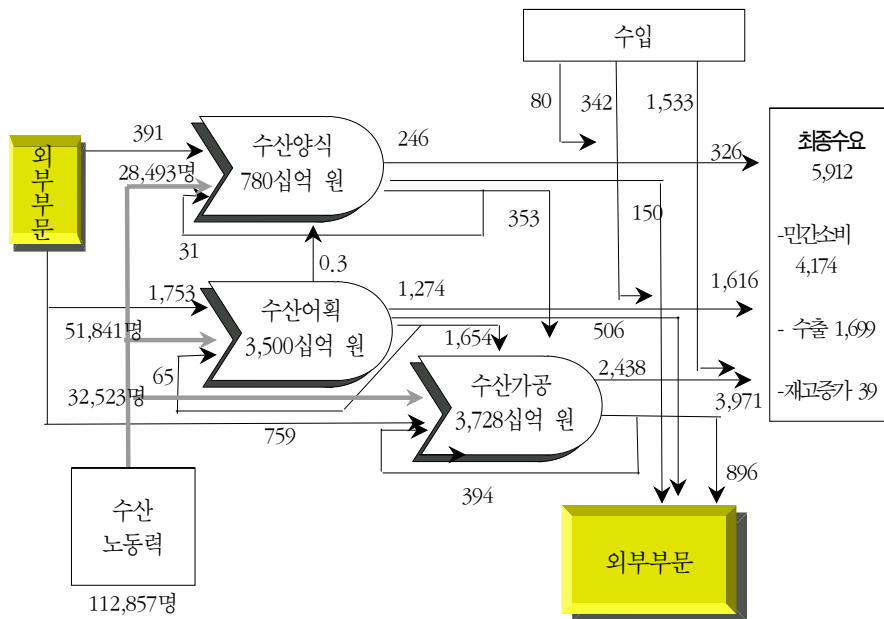 수입
80
342
1,533
391
수산양식
780십억 원
246
326
최종수요
5,912
-민간소비
4,174
- 수출 1,699
-재고증가 39
외부부문
28,493명
31
353
150
0.3
1,753
수산어획
3,500십억 원
1,274
1,616
506
51,841명
65
1,654
32,523명
수산가공
3,728십억 원
2,438
3,971
759
394
896
수산
노동력
112,857명
외부부문